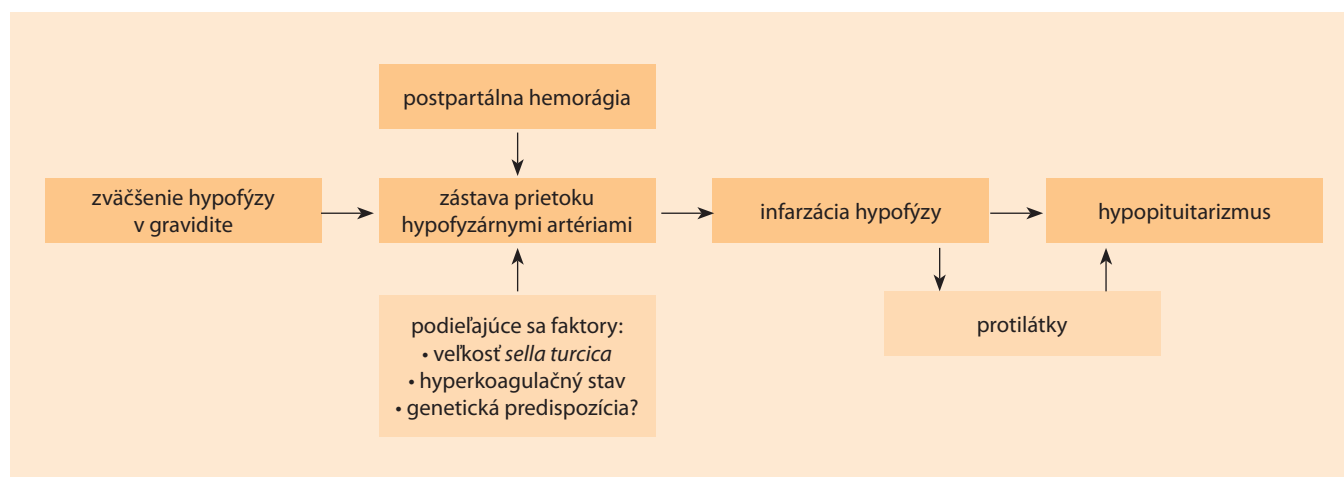 postpartálna hemorágia
zväčšenie hypofýzy
v gravidite
zástava prietoku
hypofyzárnymi artériami
infarzácia hypofýzy
hypopituitarizmus
podieľajúce sa faktory:
• veľkosť sella turcica
• hyperkoagulačný stav
• genetická predispozícia?
protilátky